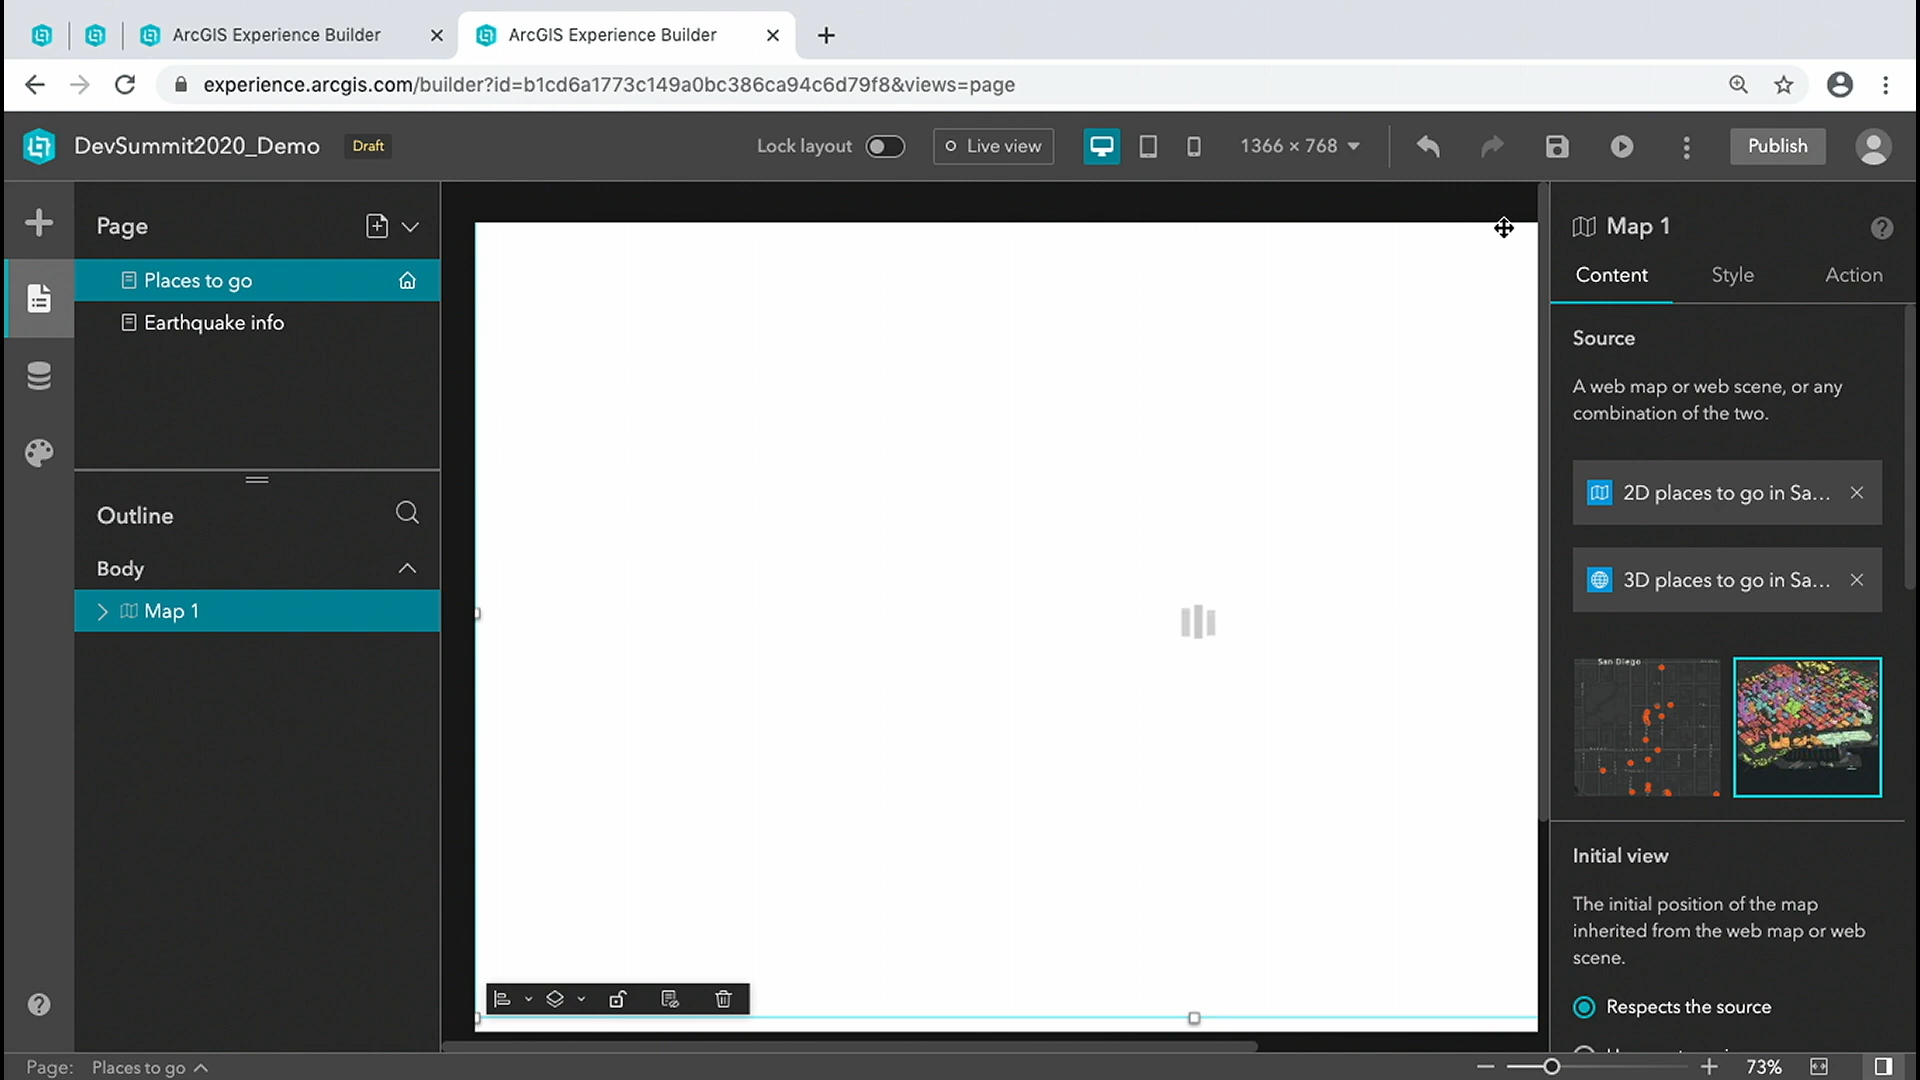 ArcGIS Experience Builder
ArcGIS Experience Builder
experience.arcgis.com/builder?id=b1cd6a1773c149a0bc386ca94c6d79f8&views=page
DevSummit2020_Demo
Draft
Lock layout
Live view
1366 × 768
Publish
Page
Places to go
Earthquake info
Outline
Body
Map 1
Map 1
Content
Style
Action
Source
A web map or web scene, or any
combination of the two.
2D places to go in Sa...
3D places to go in Sa...
San Diego
Initial view
The initial position of the map
inherited from the web map or web
scene.
Respects the source
Page:
Places to go
73%